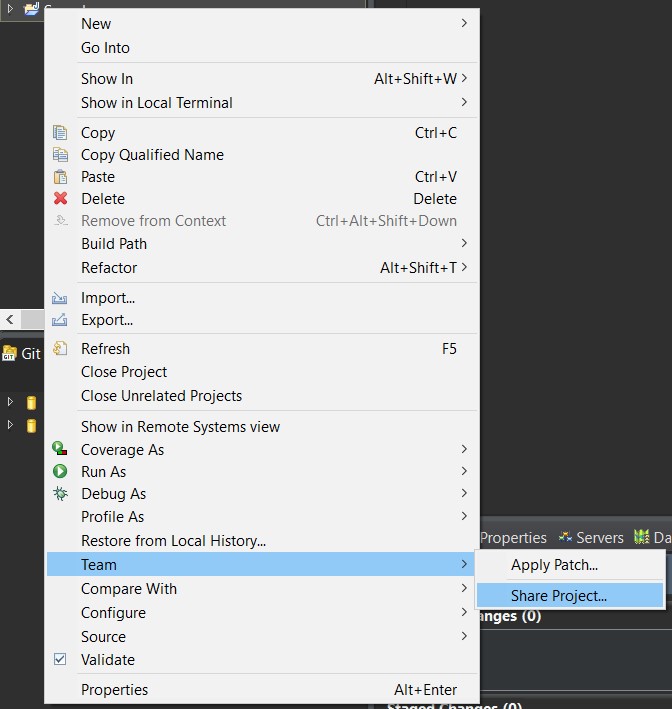 New
Go Into
Show In Alt+Shift+W
Show in Local Terminal
Copy Ctrl+C
Copy Qualified Name
Paste Ctrl+V
Delete Delete
Remove from Context Ctrl+Alt+Shift+Down
Build Path
Refactor Alt+Shift+T
Import...
Export...
Git
Refresh F5
Close Project
Close Unrelated Projects
Show in Remote Systems view
Coverage As
Run As
Debug As
Profile As
Properties Servers Da
Restore from Local History...
Team
Apply Patch...
Compare With
Share Project...
Configure
anges (0)
Source
Validate
Properties Alt+Enter
Staged Changes (0)